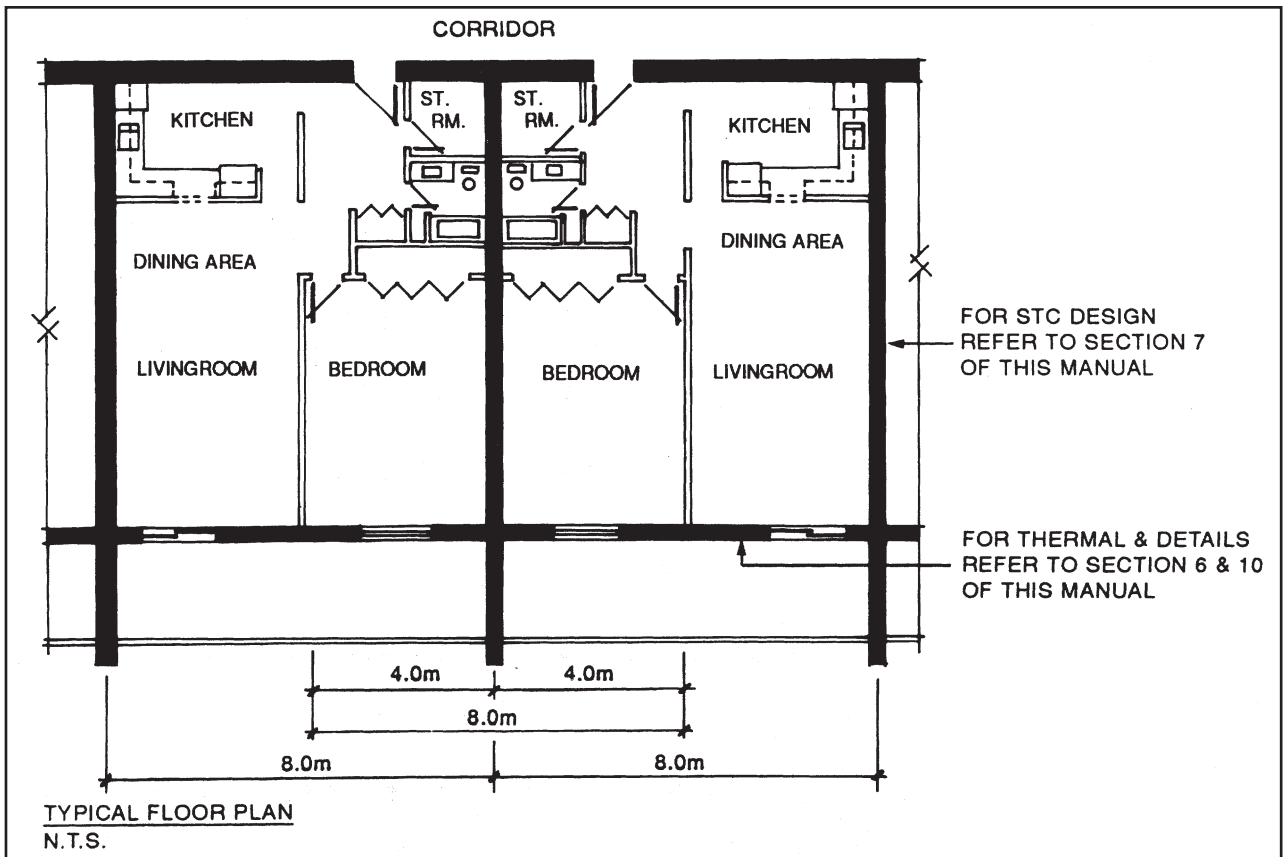 CORRIDOR
ST.
RM.
ST.
RM.
KITCHEN
KITCHEN
DINING AREA
DINING AREA
LIVINGROOM
BEDROOM
BEDROOM
LIVINGROOM
FOR STC DESIGN
REFER TO SECTION 7
OF THIS MANUAL
FOR THERMAL & DETAILS
REFER TO SECTION 6 & 10
OF THIS MANUAL
4.0m
4.0m
8.0m
8.0m
8.0m
TYPICAL FLOOR PLAN
N.T.S.